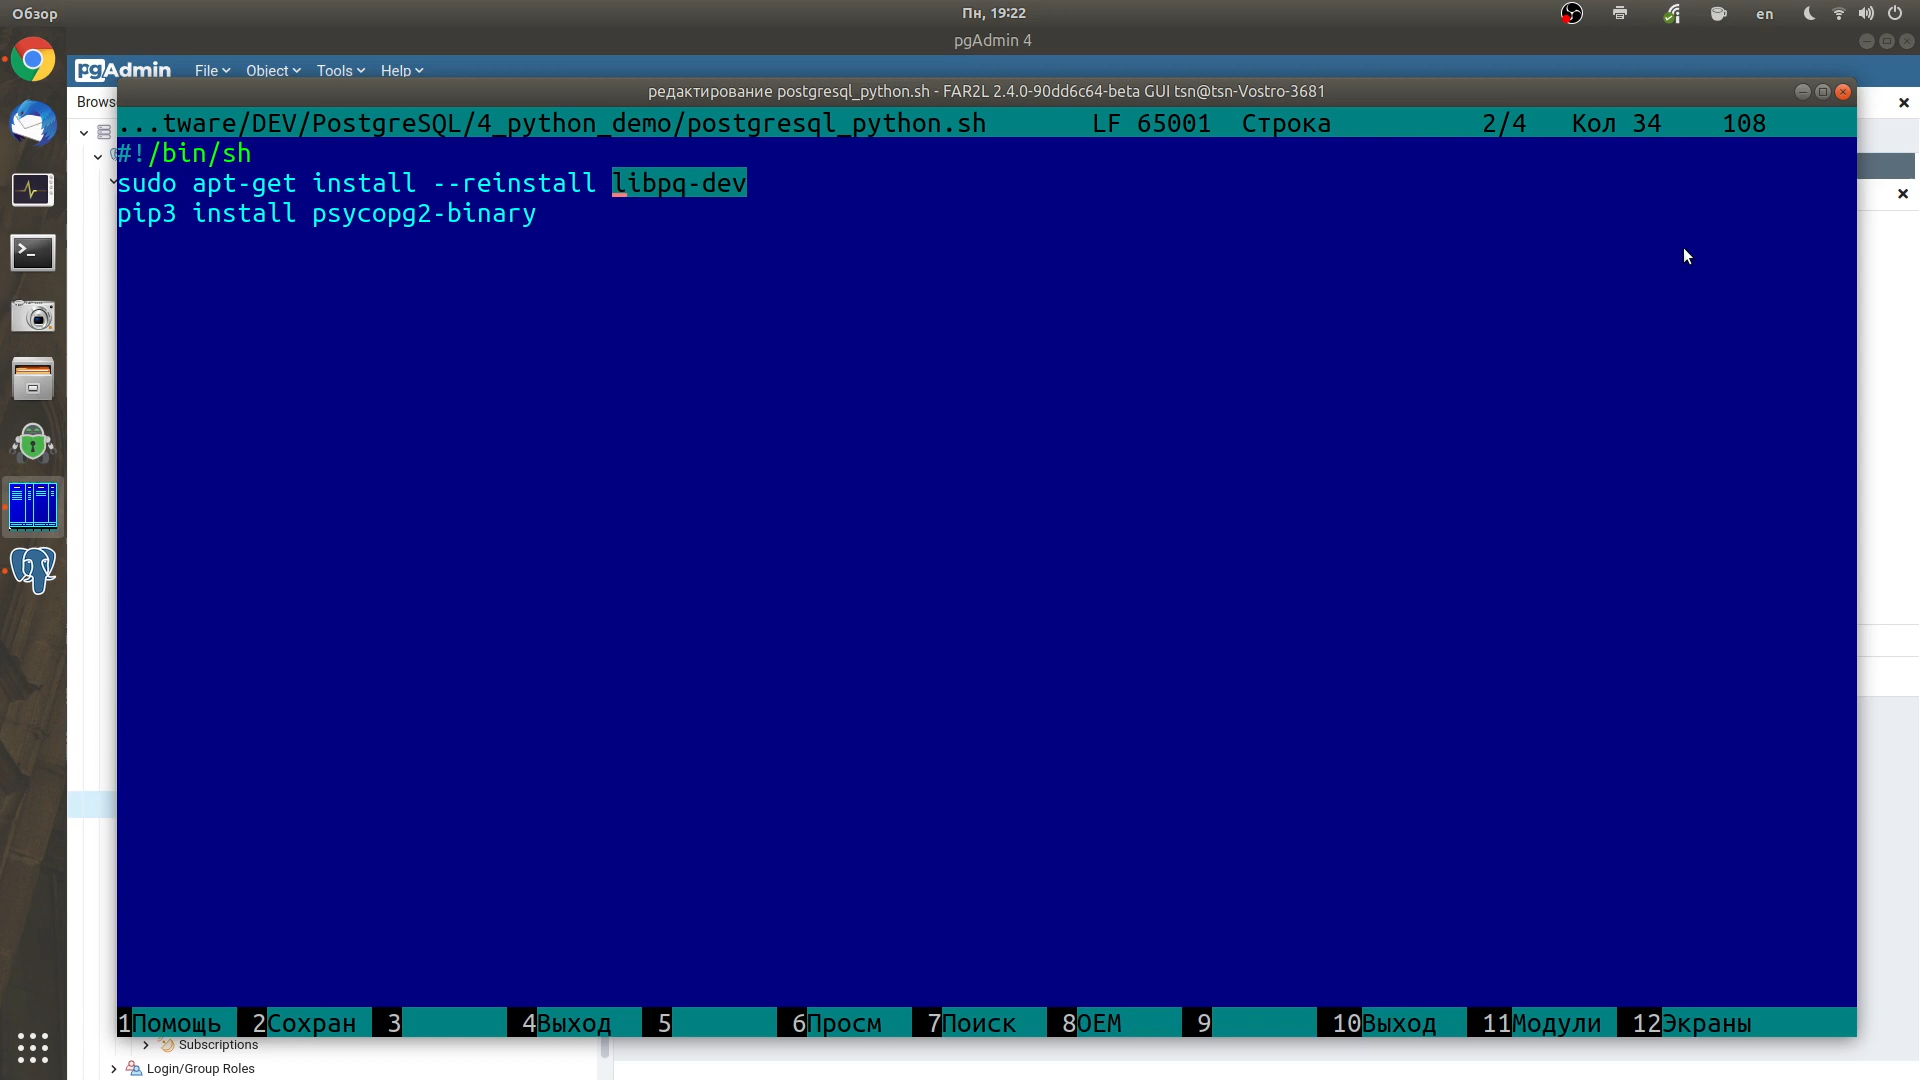 Обзор
Пн, 19:22
en
pgAdmin 4
pgAdmin File Object Tools Help
Brows
редактирование postgresql_python.sh - FAR2L 2.4.0-90dd6c64-beta GUI tsn@tsn-Vostro-3681
...tware/DEV/PostgreSQL/4_python_demo/postgresql_python.sh LF 65001 Строка 2/4 Кол 34 108
#!/bin/sh
sudo apt-get install --reinstall libpq-dev
pip3 install psycopg2-binary
1Помощь 2Сохран 3 4Выход 5 6Просм 7Поиск 8OEM 9 10Выход 11Модули 12Экраны
Subscriptions
Login/Group Roles